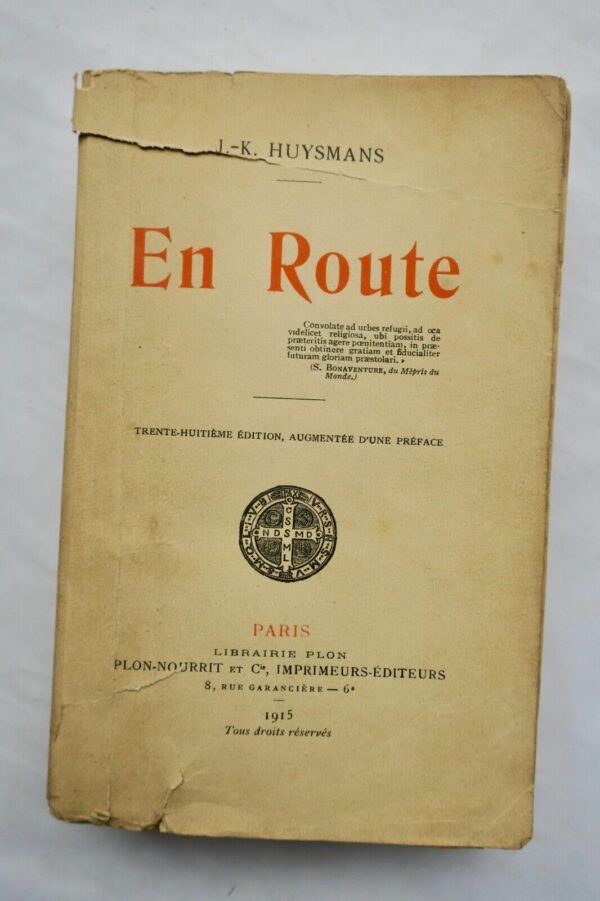 J.-K. HUYSMANS
En Route
Convolate ad urbes refugii, ad oca
videlicet religiosa, ubi possitis de
præteritis agere pœnitentiam, in præ-
senti obtinere gratiam et fiducialiter
futuram gloriam præstolari. »
(S. BONAVENTURE, du Mépris du
Monde.)
TRENTE-HUITIÈME ÉDITION, AUGMENTÉE D'UNE PRÉFACE
C S S M L
N D S M D
PARIS
LIBRAIRIE PLON
PLON-NOURRIT ET Cie, IMPRIMEURS-ÉDITEURS
8, RUE GARANCIÈRE — 6e
1915
Tous droits réservés